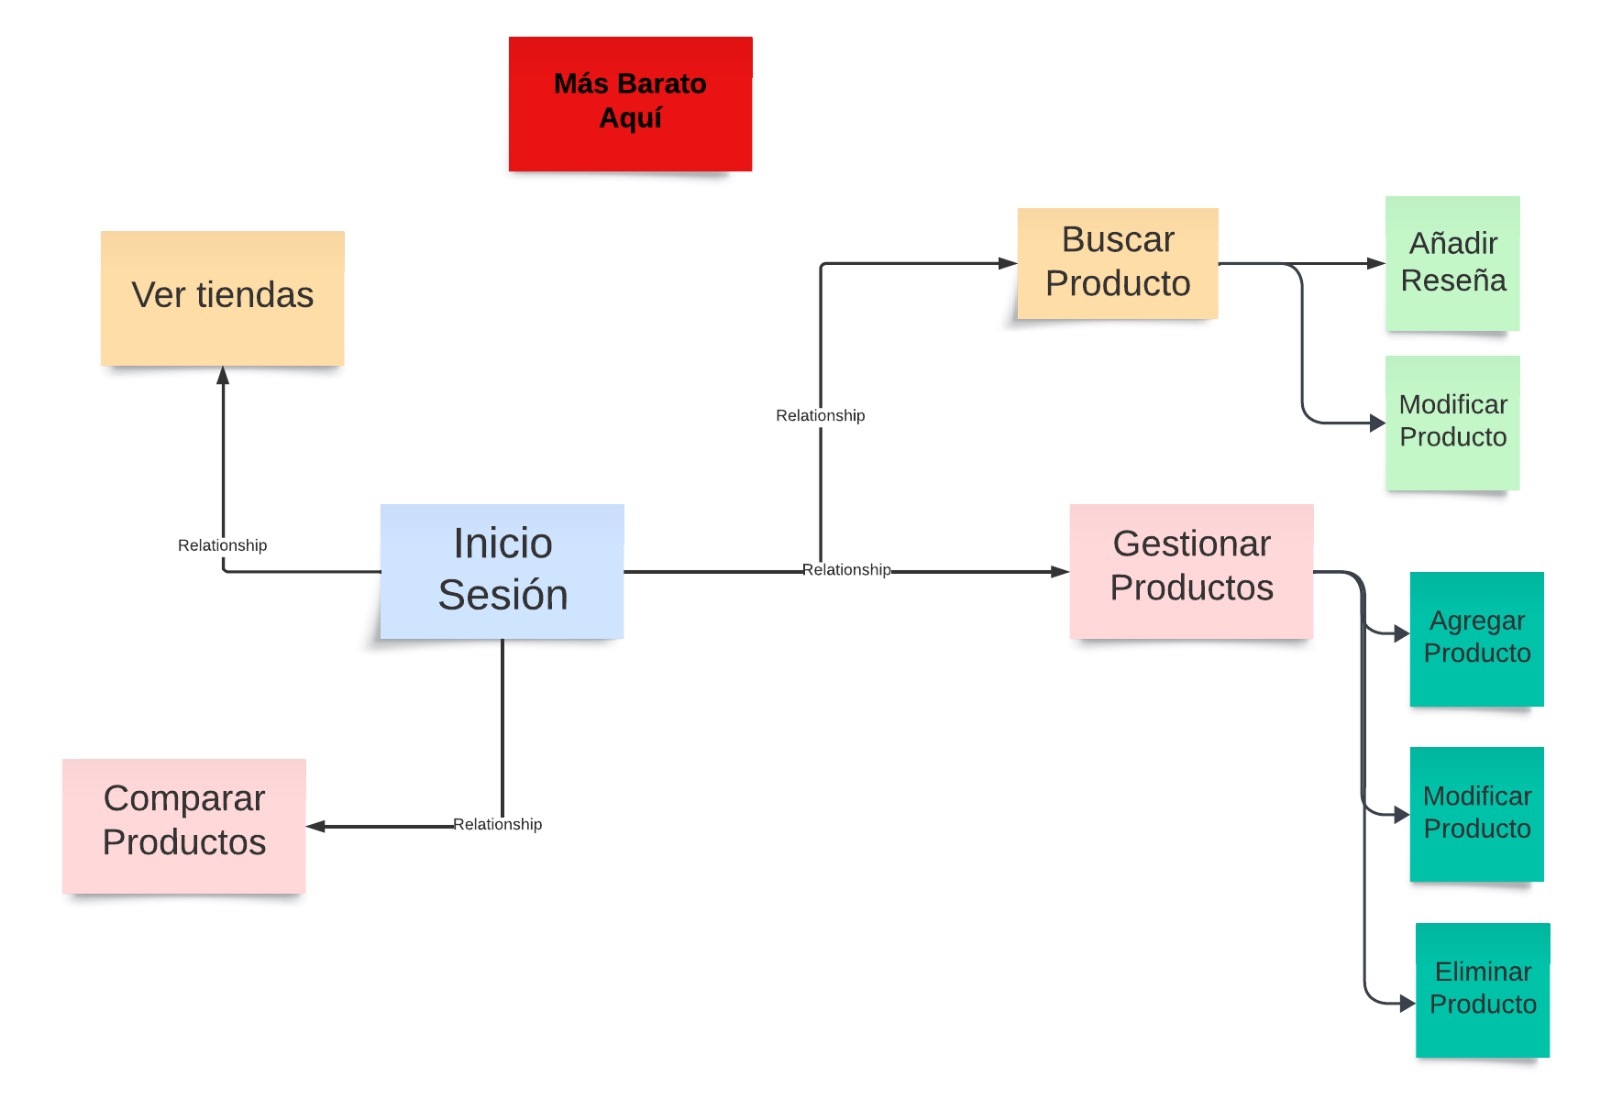 Más Barato
Aquí
Ver tiendas
Buscar
Producto
Añadir
Reseña
Modificar
Producto
Relationship
Relationship
Inicio
Sesión
Relationship
Gestionar
Productos
Agregar
Producto
Comparar
Productos
Relationship
Modificar
Producto
Eliminar
Producto